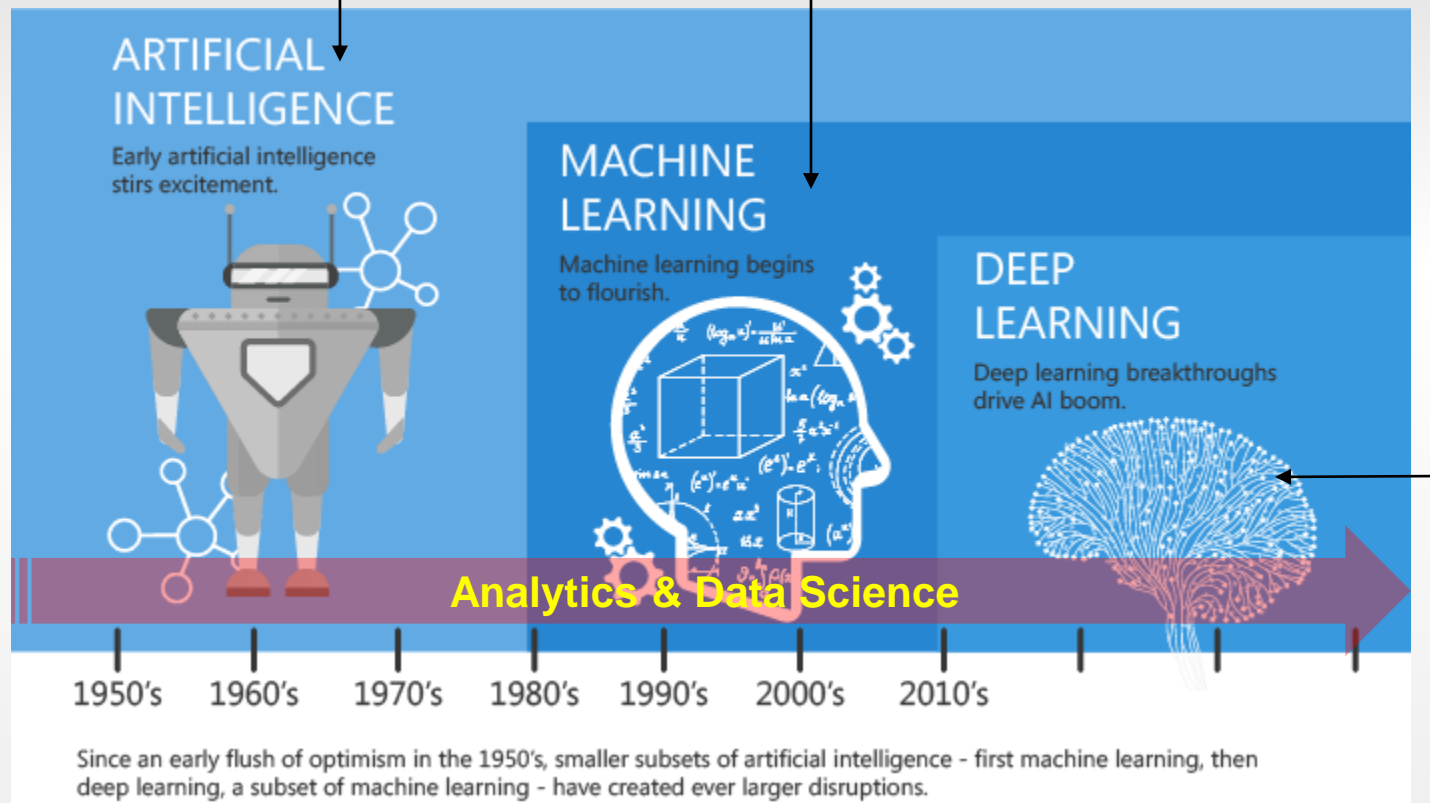 ARTIFICIAL
INTELLIGENCE
Early artificial intelligence
stirs excitement.
MACHINE
LEARNING
Machine learning begins
to flourish.
DEEP
LEARNING
Deep learning breakthroughs
drive AI boom.
Analytics & Data Science
1950's 1960's 1970's 1980's 1990's 2000's 2010's
Since an early flush of optimism in the 1950's, smaller subsets of artificial intelligence - first machine learning, then
deep learning, a subset of machine learning - have created ever larger disruptions.